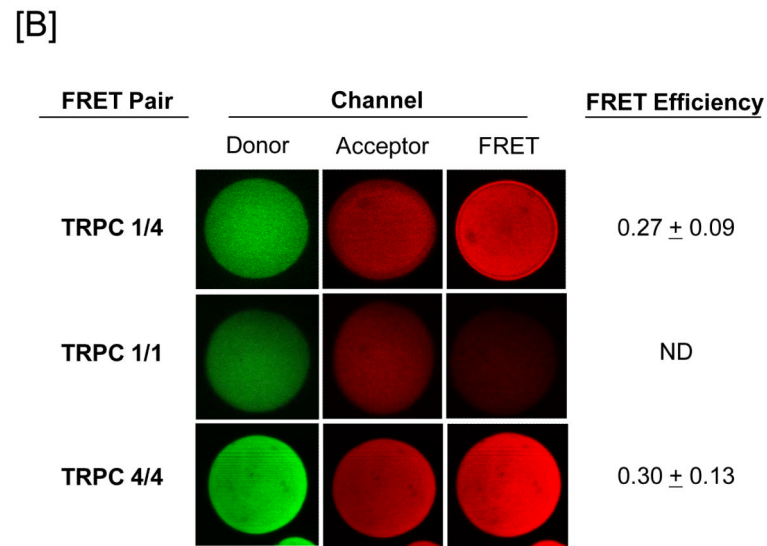 [B]
FRET Pair Channel FRET Efficiency
Donor Acceptor FRET
TRPC 1/4 0.27 ± 0.09
TRPC 1/1 ND
TRPC 4/4 0.30 ± 0.13